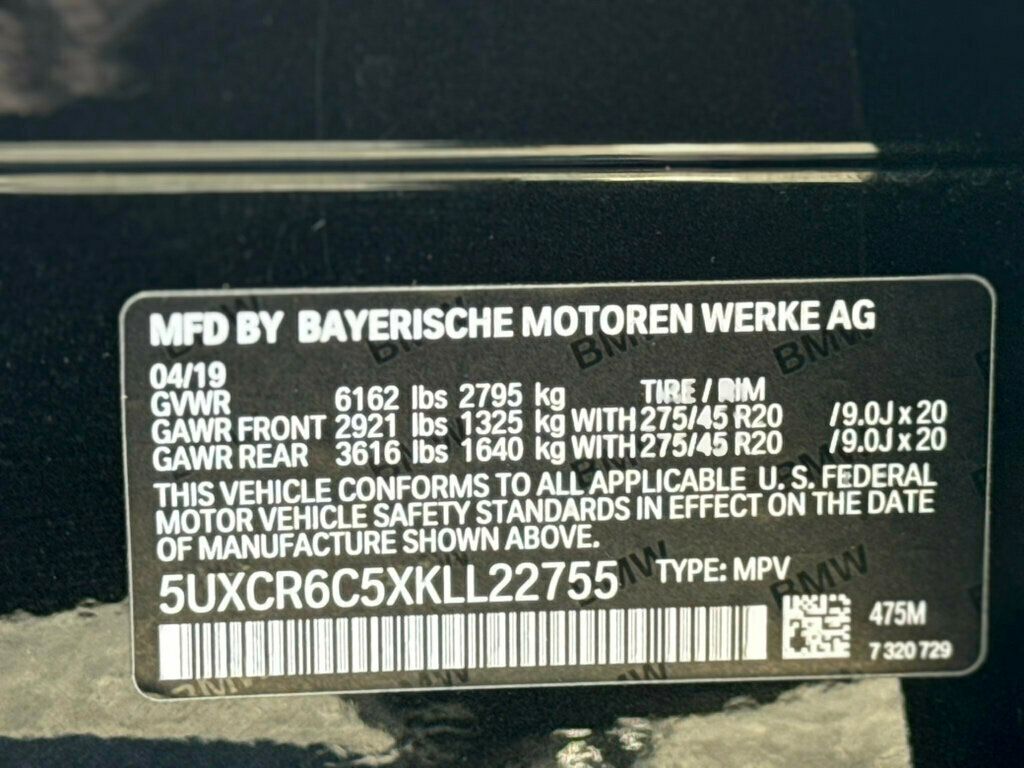 MFD BY BAYERISCHE MOTOREN WERKE AG
04/19
GVWR 6162 lbs 2795 kg TIRE / RIM
GAWR FRONT 2921 lbs 1325 kg WITH 275/45 R20 /9.0J x 20
GAWR REAR 3616 lbs 1640 kg WITH 275/45 R20 /9.0J x 20
THIS VEHICLE CONFORMS TO ALL APPLICABLE U.S. FEDERAL
MOTOR VEHICLE SAFETY STANDARDS IN EFFECT ON THE DATE
OF MANUFACTURE SHOWN ABOVE.
5UXCR6C5XKLL22755 TYPE: MPV
475M
7 320 729